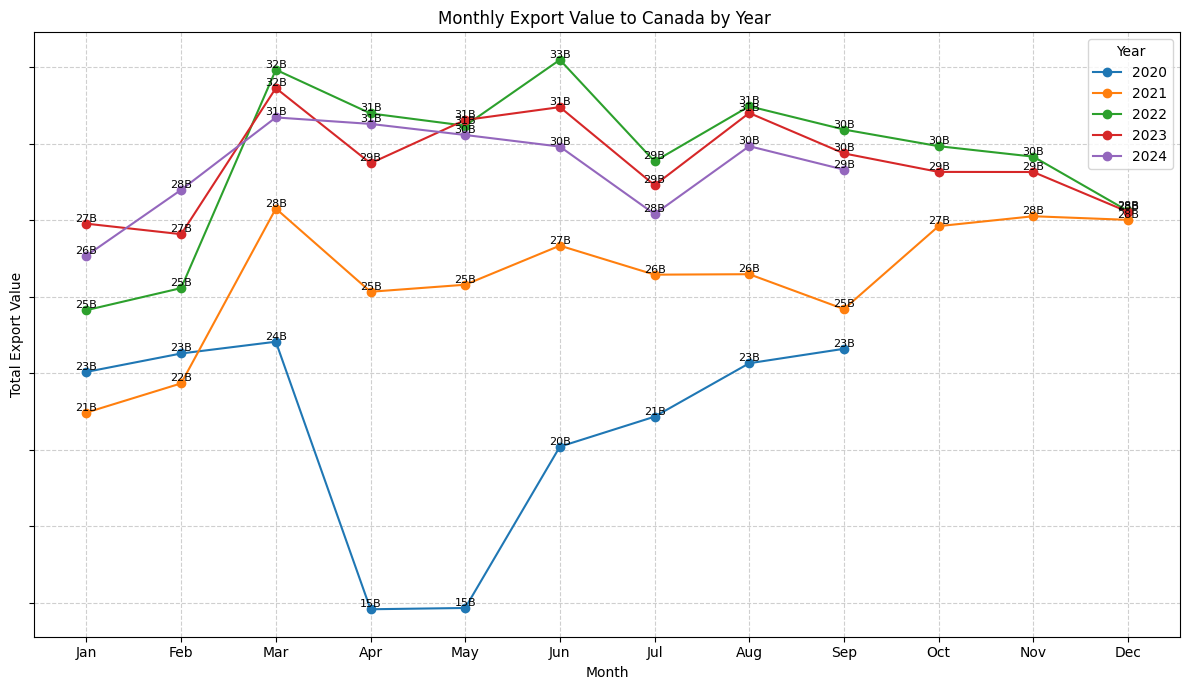 Monthly Export Value to Canada by Year
Year
2020
2021
2022
2023
2024
Total Export Value
32B
33B
32B
31B
31B
31B
31B
31B
31B
31B
31B
30B
30B
30B
30B
29B
29B
30B
30B
29B
29B
30B
29B
29B
28B
28B
28B
28B
27B
27B
26B
25B
25B
28B
25B
25B
27B
26B
26B
25B
27B
28B
23B
23B
24B
21B
22B
15B
15B
20B
21B
23B
23B
Jan Feb Mar Apr May Jun Jul Aug Sep Oct Nov Dec
Month